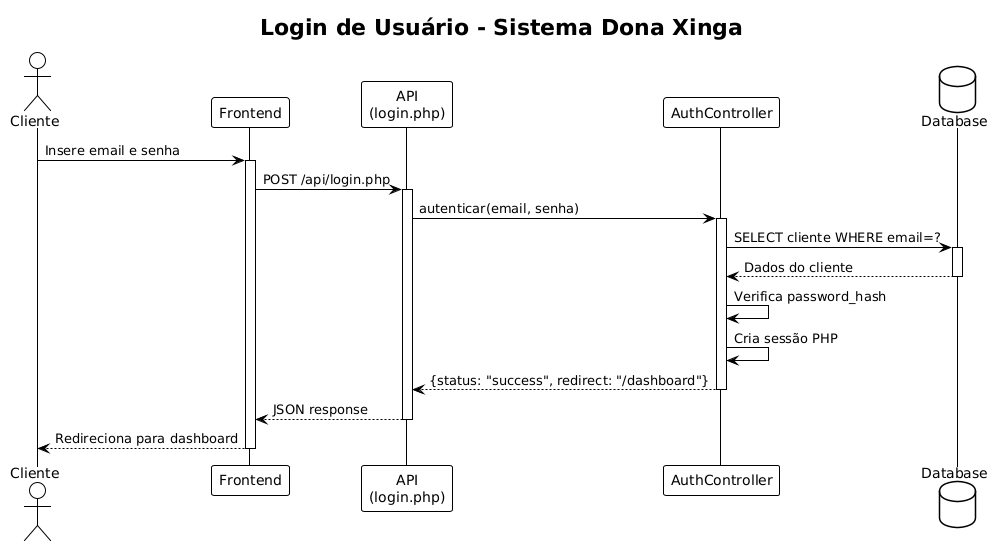 Login de Usuário - Sistema Dona Xinga
Cliente
Frontend
API
(login.php)
AuthController
Database
Insere email e senha
POST /api/login.php
autenticar(email, senha)
SELECT cliente WHERE email=?
Dados do cliente
Verifica password_hash
Cria sessão PHP
{status: "success", redirect: "/dashboard"}
JSON response
Redireciona para dashboard
Cliente
Frontend
API
(login.php)
AuthController
Database